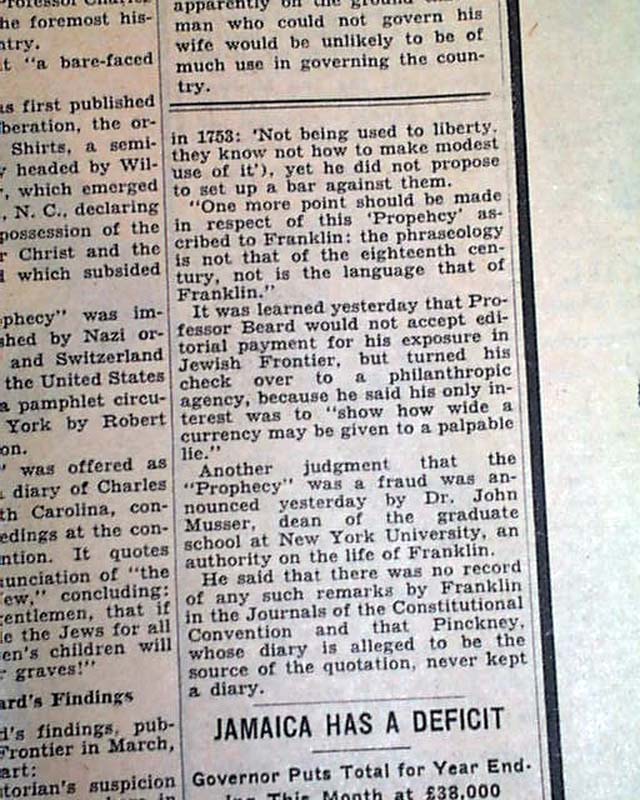 the foremost his-
ntry.
t "a bare-faced
as first published
beration, the or-
Shirts, a semi-
y headed by Wil-
, which emerged
, N. C., declaring
possession of the
r Christ and the
d which subsided
phecy" was im-
shed by Nazi or-
and Switzerland
the United States
a pamphlet circu-
York by Robert
on.
" was offered as
diary of Charles
th Carolina, con-
edings at the con-
ntion. It quotes
unciation of "the
ew," concluding:
gentlemen, that if
e the Jews for all
en's children will
r graves!"
ard's Findings
d's findings, pub-
Frontier in March,
art:
torian's suspicion
apparently on the ground
man who could not govern his
wife would be unlikely to be of
much use in governing the coun-
try.
in 1753: 'Not being used to liberty,
they know not how to make modest
use of it'), yet he did not propose
to set up a bar against them.
"One more point should be made
in respect of this 'Propehcy' as-
cribed to Franklin: the phraseology
is not that of the eighteenth cen-
tury, not is the language that of
Franklin."
It was learned yesterday that Pro-
fessor Beard would not accept edi-
torial payment for his exposure in
Jewish Frontier, but turned his
check over to a philanthropic
agency, because he said his only in-
terest was to "show how wide a
currency may be given to a palpable
lie."
Another judgment that the
"Prophecy" was a fraud was an-
nounced yesterday by Dr. John
Musser, dean of the graduate
school at New York University, an
authority on the life of Franklin.
He said that there was no record
of any such remarks by Franklin
in the Journals of the Constitutional
Convention and that Pinckney,
whose diary is alleged to be the
source of the quotation, never kept
a diary.
JAMAICA HAS A DEFICIT
Governor Puts Total for Year End-
ing This Month at £38,000